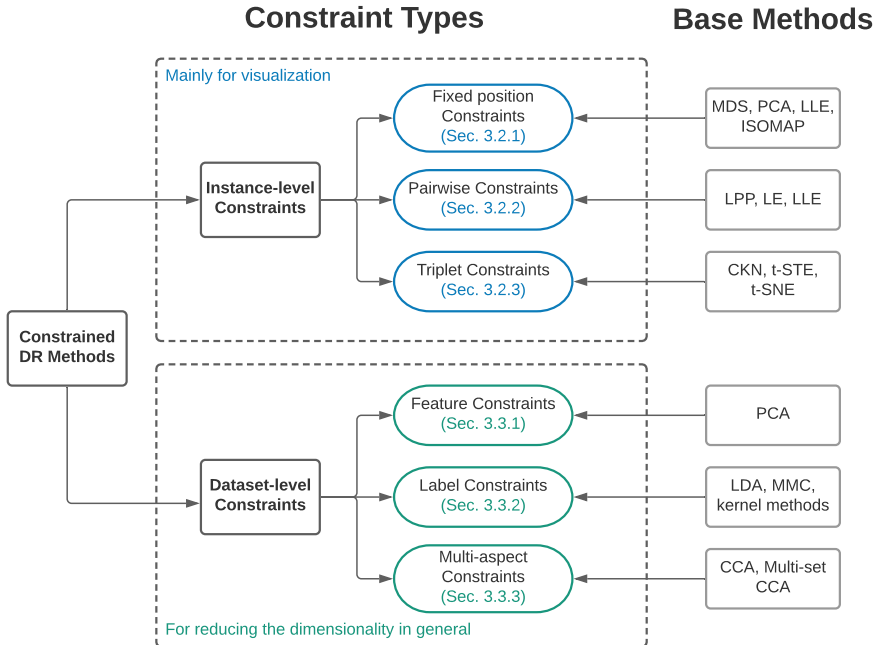 Constraint Types
Base Methods
Mainly for visualization
Fixed position
Constraints
(Sec. 3.2.1)
MDS, PCA, LLE,
ISOMAP
Instance-level
Constraints
Pairwise Constraints
(Sec. 3.2.2)
LPP, LE, LLE
Triplet Constraints
(Sec. 3.2.3)
CKN, t-STE,
t-SNE
Constrained
DR Methods
Feature Constraints
(Sec. 3.3.1)
PCA
Dataset-level
Constraints
Label Constraints
(Sec. 3.3.2)
LDA, MMC,
kernel methods
Multi-aspect
Constraints
(Sec. 3.3.3)
CCA, Multi-set
CCA
For reducing the dimensionality in general